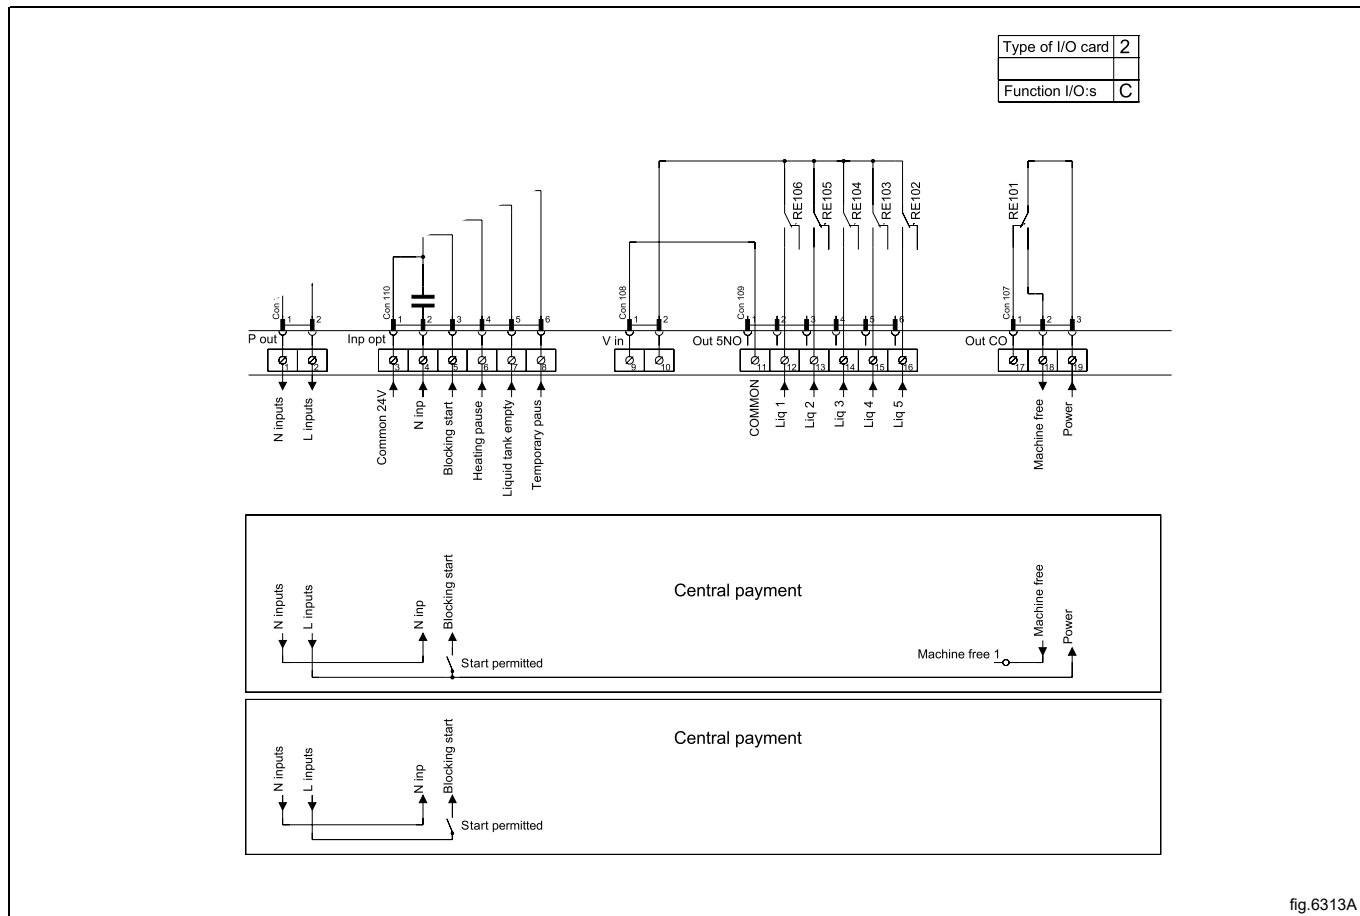 Type of I/O card 2
Function I/O:s C
RE106
RE105
RE104
RE103
RE102
RE101
Con
Con 110
Con 108
Con 109
Con 107
1 2
1 2 3 4 5 6
1 2
1 2 3 4 5 6
1 2 3
P out
Inp opt
V in
Out 5NO
Out CO
1 2
3 4 5 6 7 8
9 10
11 12 13 14 15 16
17 18 19
N inputs
L inputs
Common 24V
N inp
Blocking start
Heating pause
Liquid tank empty
Temporary paus
COMMON
Liq 1
Liq 2
Liq 3
Liq 4
Liq 5
Machine free
Power
Central payment
N inputs
L inputs
N inp
Blocking start
Start permitted
Machine free 1
Machine free
Power
Central payment
N inputs
L inputs
N inp
Blocking start
Start permitted
fig.6313A